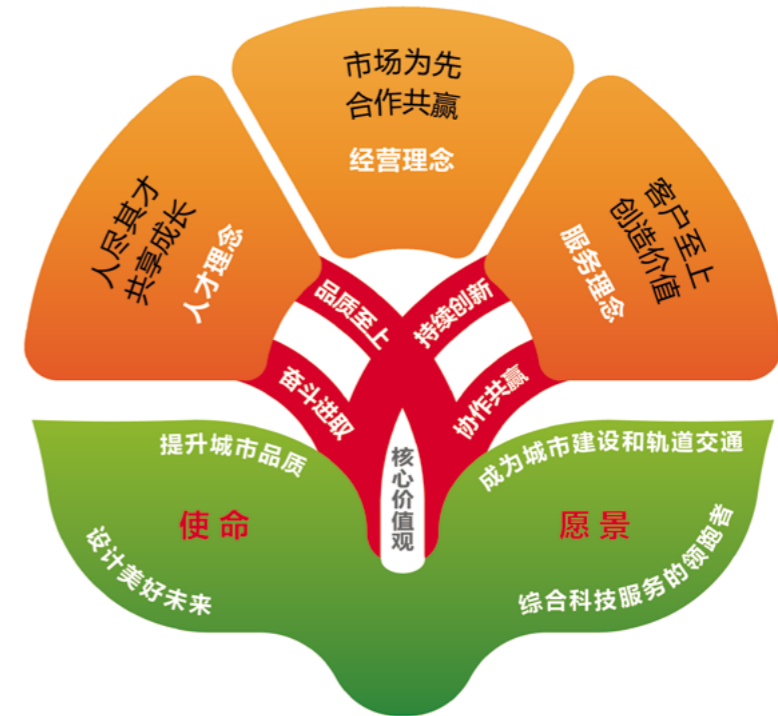 市场为先
合作共赢
经营理念
人尽其才
共享成长
人才理念
客户至上
创造价值
服务理念
品质至上
持续创新
奋斗进取
协作共赢
核心价值观
提升城市品质
使命
设计美好未来
成为城市建设和轨道交通
愿景
综合科技服务的领跑者